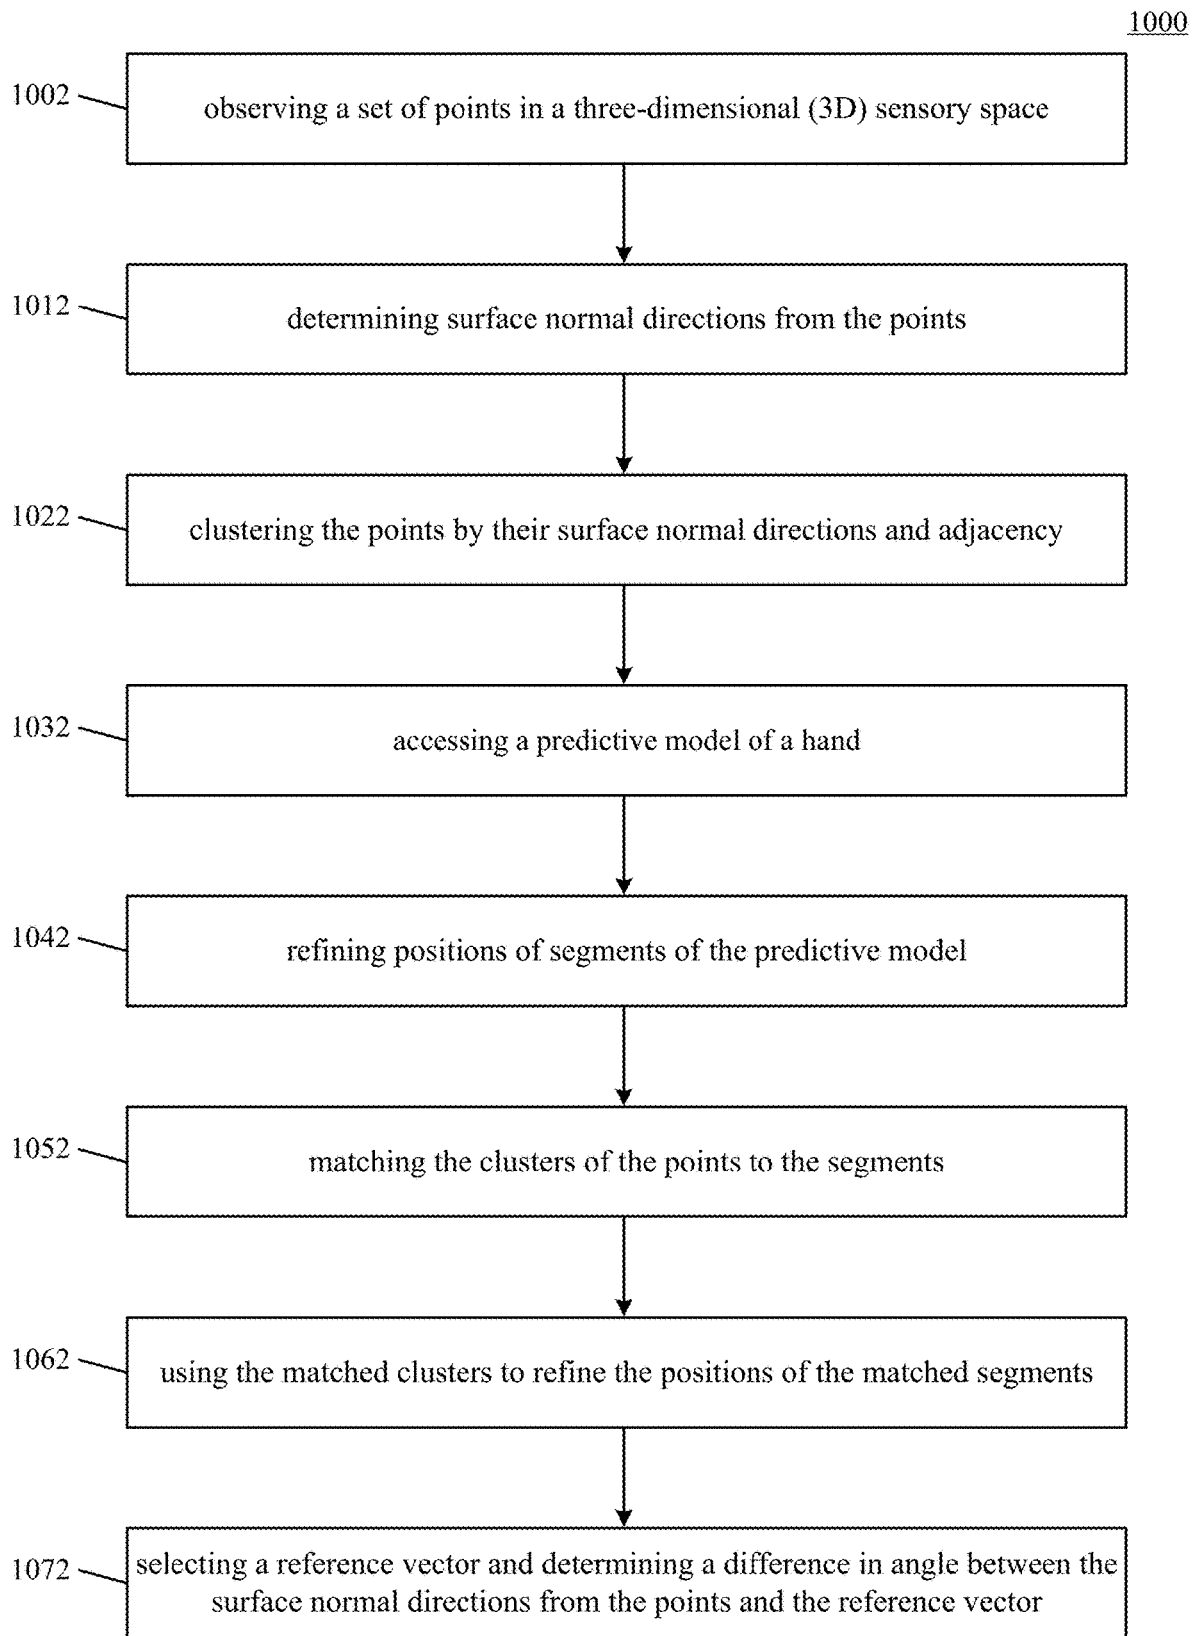 1000
1002
observing a set of points in a three-dimensional (3D) sensory space
1012
determining surface normal directions from the points
1022
clustering the points by their surface normal directions and adjacency
1032
accessing a predictive model of a hand
1042
refining positions of segments of the predictive model
1052
matching the clusters of the points to the segments
1062
using the matched clusters to refine the positions of the matched segments
1072
selecting a reference vector and determining a difference in angle between the
surface normal directions from the points and the reference vector